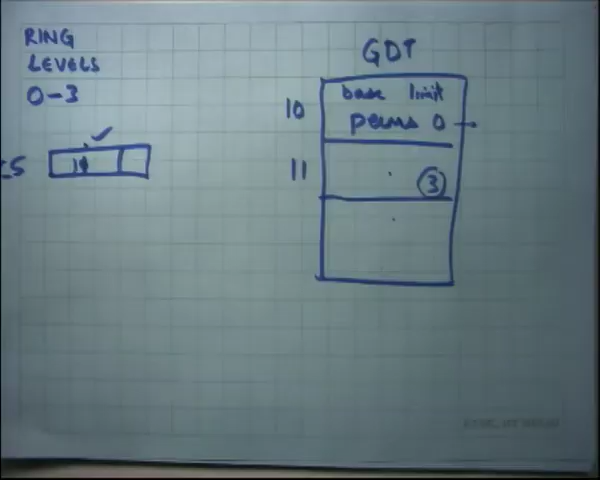 RING
LEVELS
0-3
GDT
10
base limit
perms 0
CS
11
3